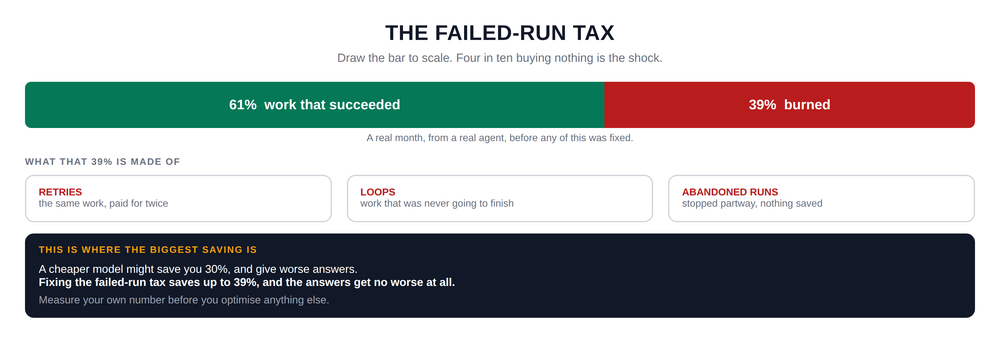 THE FAILED-RUN TAX
Draw the bar to scale. Four in ten buying nothing is the shock.
61% work that succeeded
39% burned
A real month, from a real agent, before any of this was fixed.
WHAT THAT 39% IS MADE OF
RETRIES
the same work, paid for twice
LOOPS
work that was never going to finish
ABANDONED RUNS
stopped partway, nothing saved
THIS IS WHERE THE BIGGEST SAVING IS
A cheaper model might save you 30%, and give worse answers.
Fixing the failed-run tax saves up to 39%, and the answers get no worse at all.
Measure your own number before you optimise anything else.